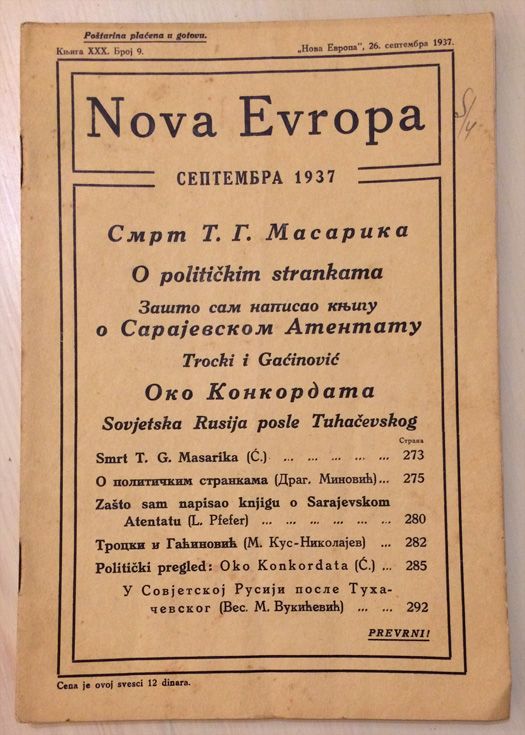 Poštarina plaćena u gotovu.
Књига XXX. Број 9.
„Нова Европа", 26. септембра 1937.
Nova Evropa
СЕПТЕМБРА 1937
Смрт Т. Г. Масарика
O političkim strankama
Зашто сам написао књигу
о Сарајевском Атентату
Trocki i Gaćinović
Око Конкордата
Sovjetska Rusija posle Tuhačevskog
Страна
Smrt T. G. Masarika (Ć.) ... ... ... ... ... 273
О политичким странкама (Драг. Миновић)... 275
Zašto sam napisao knjigu o Sarajevskom
Atentatu (L. Pfefer) ... ... ... ... ... ... 280
Троцки и Гаћиновић (М. Кус-Николајев) ... 282
Politički pregled: Oko Konkordata (Ć.) ... 285
У Совјетској Русији после Туха-
чевског (Вес. М. Вукићевић) ... ... 292
PREVRNI!
Cena je ovoj svesci 12 dinara.